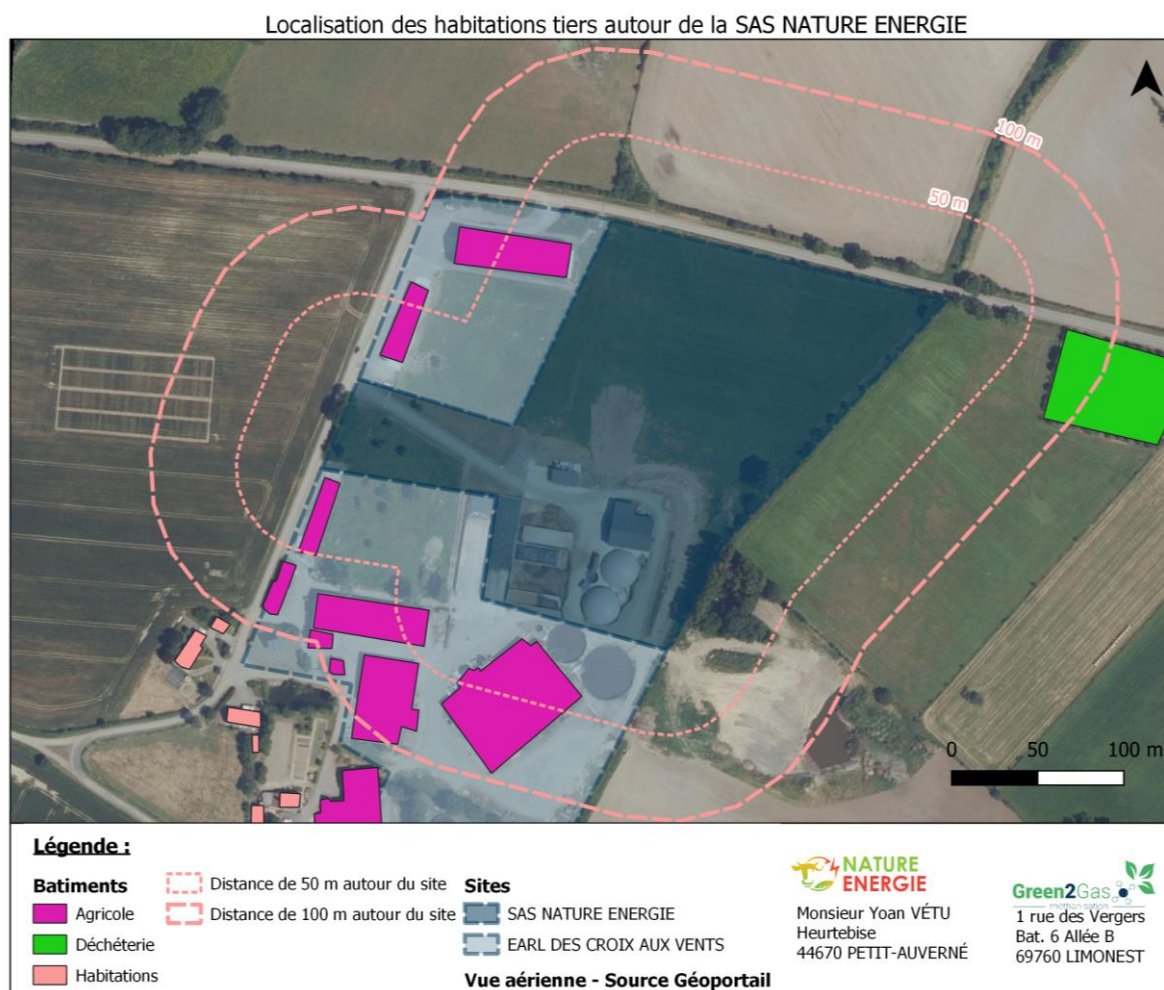 Localisation des habitations tiers autour de la SAS NATURE ENERGIE
100 m
50 m
0 50 100 m
Légende :
Batiments
Agricole
Déchéterie
Habitations
Distance de 50 m autour du site
Distance de 100 m autour du site
Sites
SAS NATURE ENERGIE
EARL DES CROIX AUX VENTS
Vue aérienne - Source Géoportail
NATURE
ENERGIE
Monsieur Yoan VÉTU
Heurtebise
44670 PETIT-AUVERNÉ
Green2Gas
méthanisation
1 rue des Vergers
Bat. 6 Allée B
69760 LIMONEST